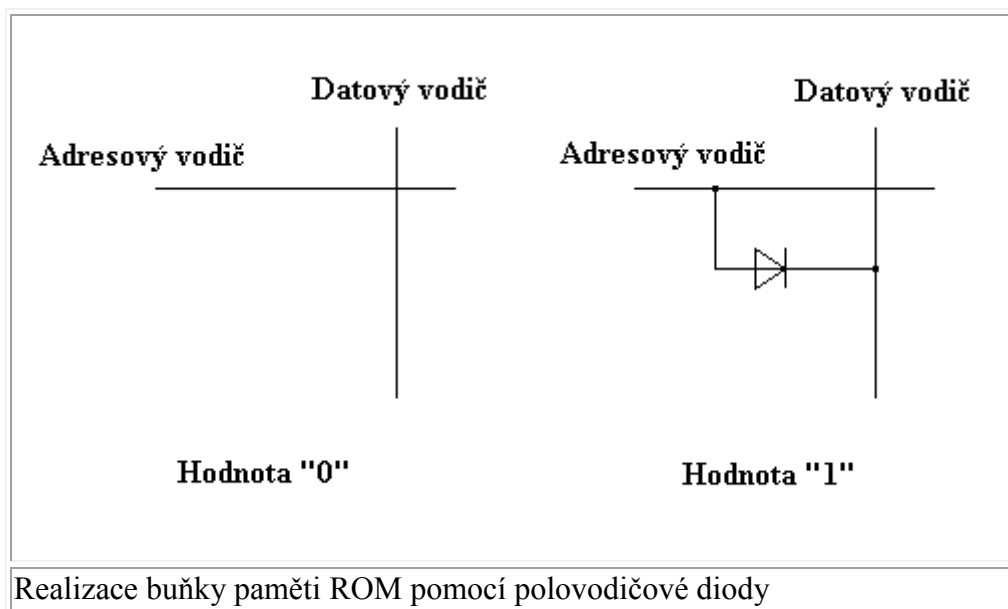 Datový vodič
Datový vodič
Adresový vodič
Adresový vodič
Hodnota "0"
Hodnota "1"
Realizace buňky paměti ROM pomocí polovodičové diody